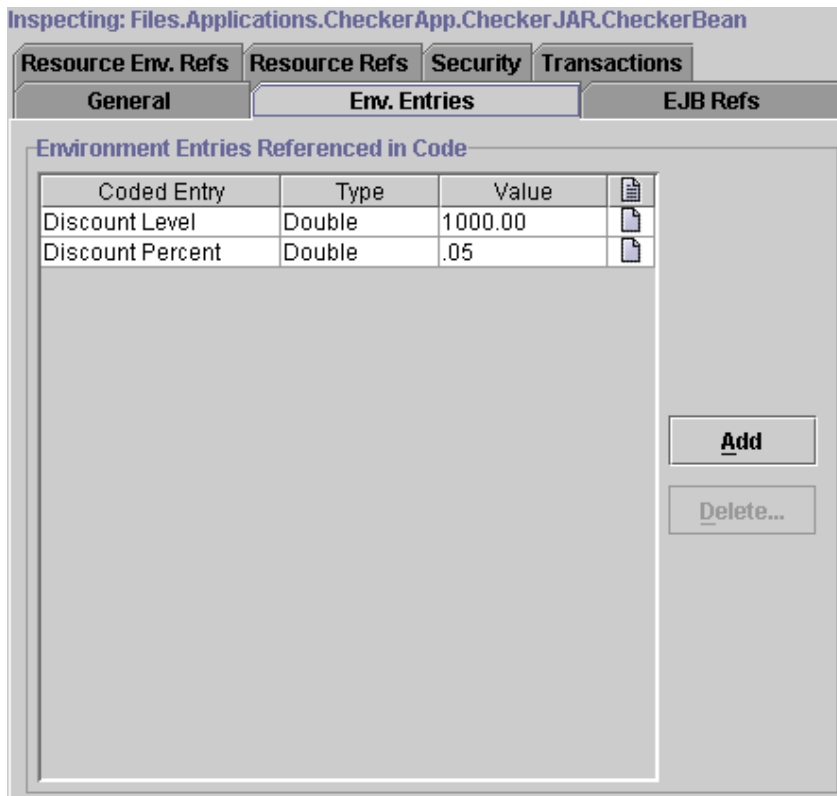 Inspecting: Files.Applications.CheckerApp.CheckerJAR.CheckerBean
Resource Env. Refs Resource Refs Security Transactions
General Env. Entries EJB Refs
Environment Entries Referenced in Code
Coded Entry Type Value
Discount Level Double 1000.00
Discount Percent Double .05
Add
Delete...